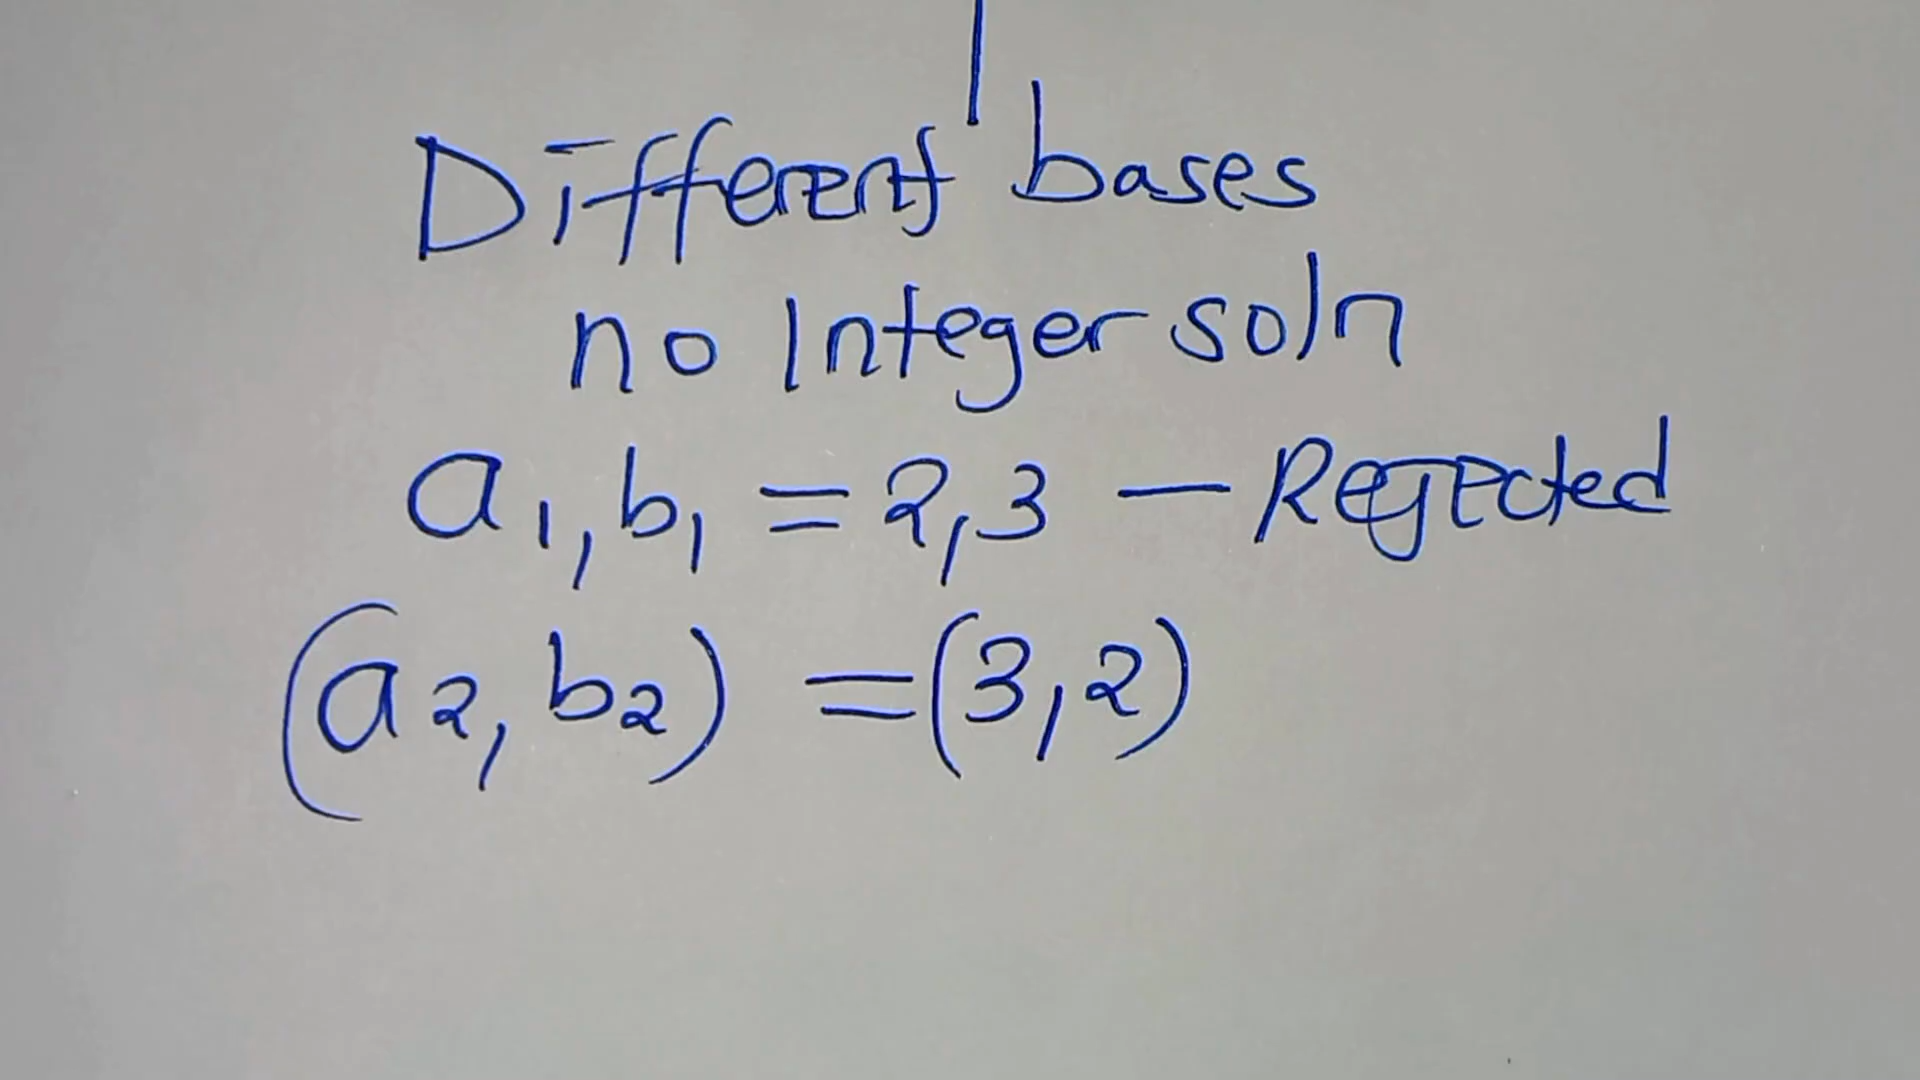 Different bases
no Integer soln
a₁, b₁ = 2, 3 — Rejected
(a₂, b₂) = (3, 2)